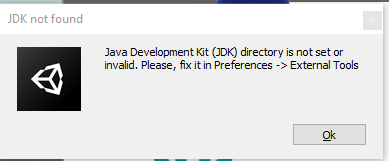 JDK not found
Java Development Kit (JDK) directory is not set or
invalid. Please, fix it in Preferences -> External Tools
Ok